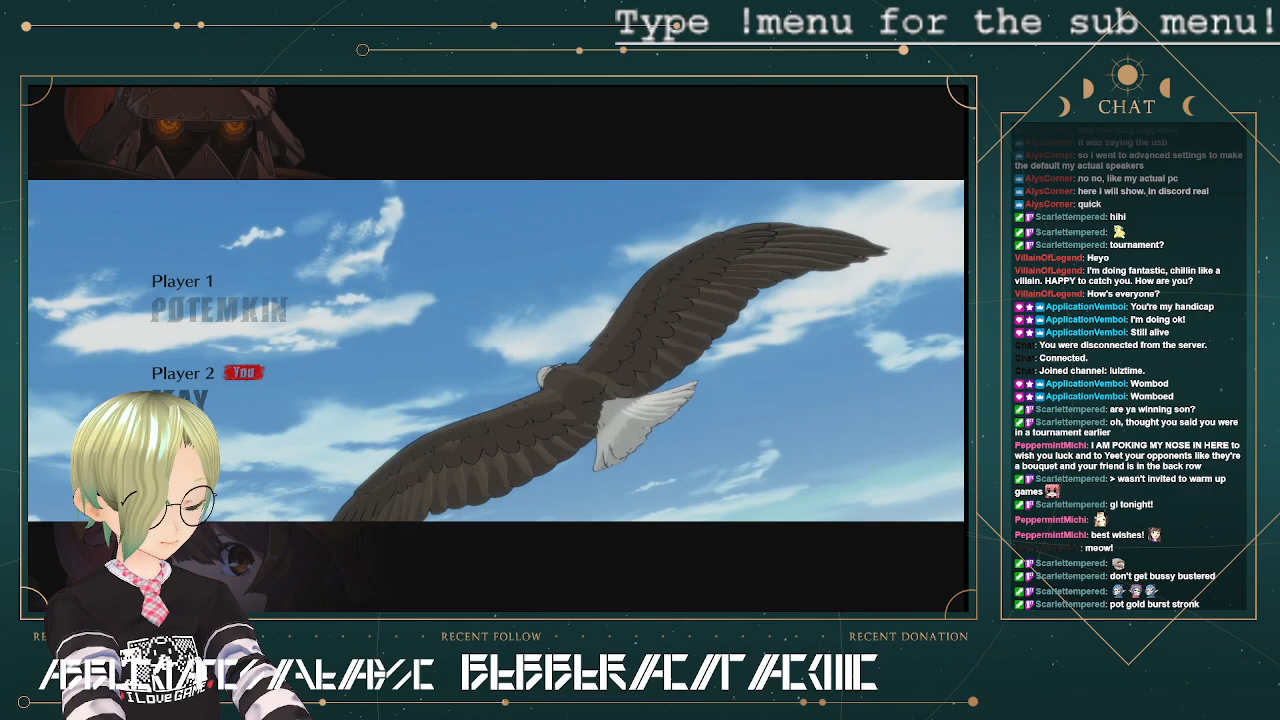 Type !menu for the sub menu!
CHAT
AlysCorner: it was saying the usb
AlysCorner: so I went to advanced settings to make
the default my actual speakers
AlysCorner: no no, like my actual pc
AlysCorner: here i will show. in discord real
AlysCorner: quick
Scarlettempered: hihi
Scarlettempered:
Scarlettempered: tournament?
VillainOfLegend: Heyo
VillainOfLegend: I'm doing fantastic, chillin like a
villain. HAPPY to catch you. How are you?
VillainOfLegend: How's everyone?
ApplicationVemboi: You're my handicap
ApplicationVemboi: I'm doing ok!
ApplicationVemboi: Still alive
Chat: You were disconnected from the server.
Chat: Connected.
Chat: Joined channel: lulztime.
ApplicationVemboi: Wombod
ApplicationVemboi: Womboed
Scarlettempered: are ya winning son?
Scarlettempered: oh, thought you said you were
in a tournament earlier
PeppermintMichi: I AM POKING MY NOSE IN HERE to
wish you luck and to Yeet your opponents like they're
a bouquet and your friend is in the back row
Scarlettempered: > wasn't invited to warm up
games
Scarlettempered: gl tonight!
PeppermintMichi:
PeppermintMichi: best wishes!
: meow!
Scarlettempered:
Scarlettempered: don't get bussy bustered
Scarlettempered:
Scarlettempered: pot gold burst stronk
Player 1
POTEMKIN
Player 2 You
MAY
RECENT FOLLOW
RECENT DONATION
I LOVE GAME